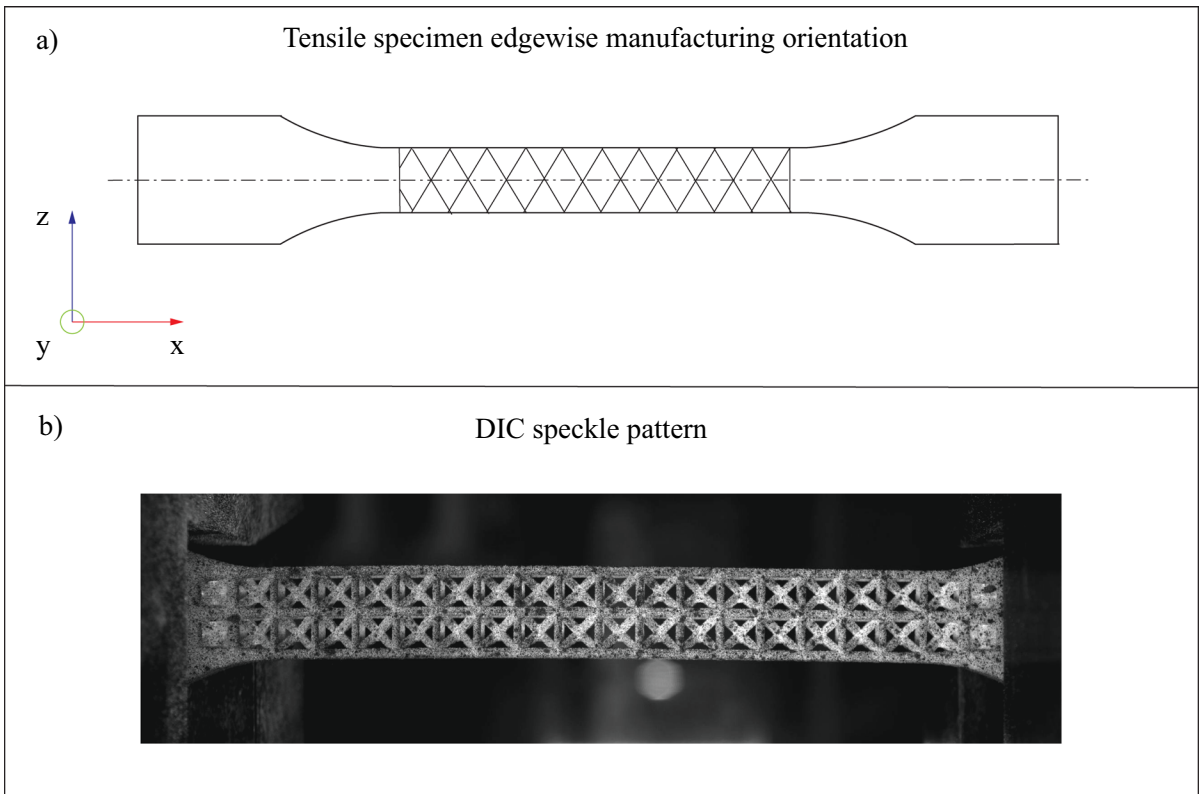 a)
Tensile specimen edgewise manufacturing orientation
z
y
x
b)
DIC speckle pattern